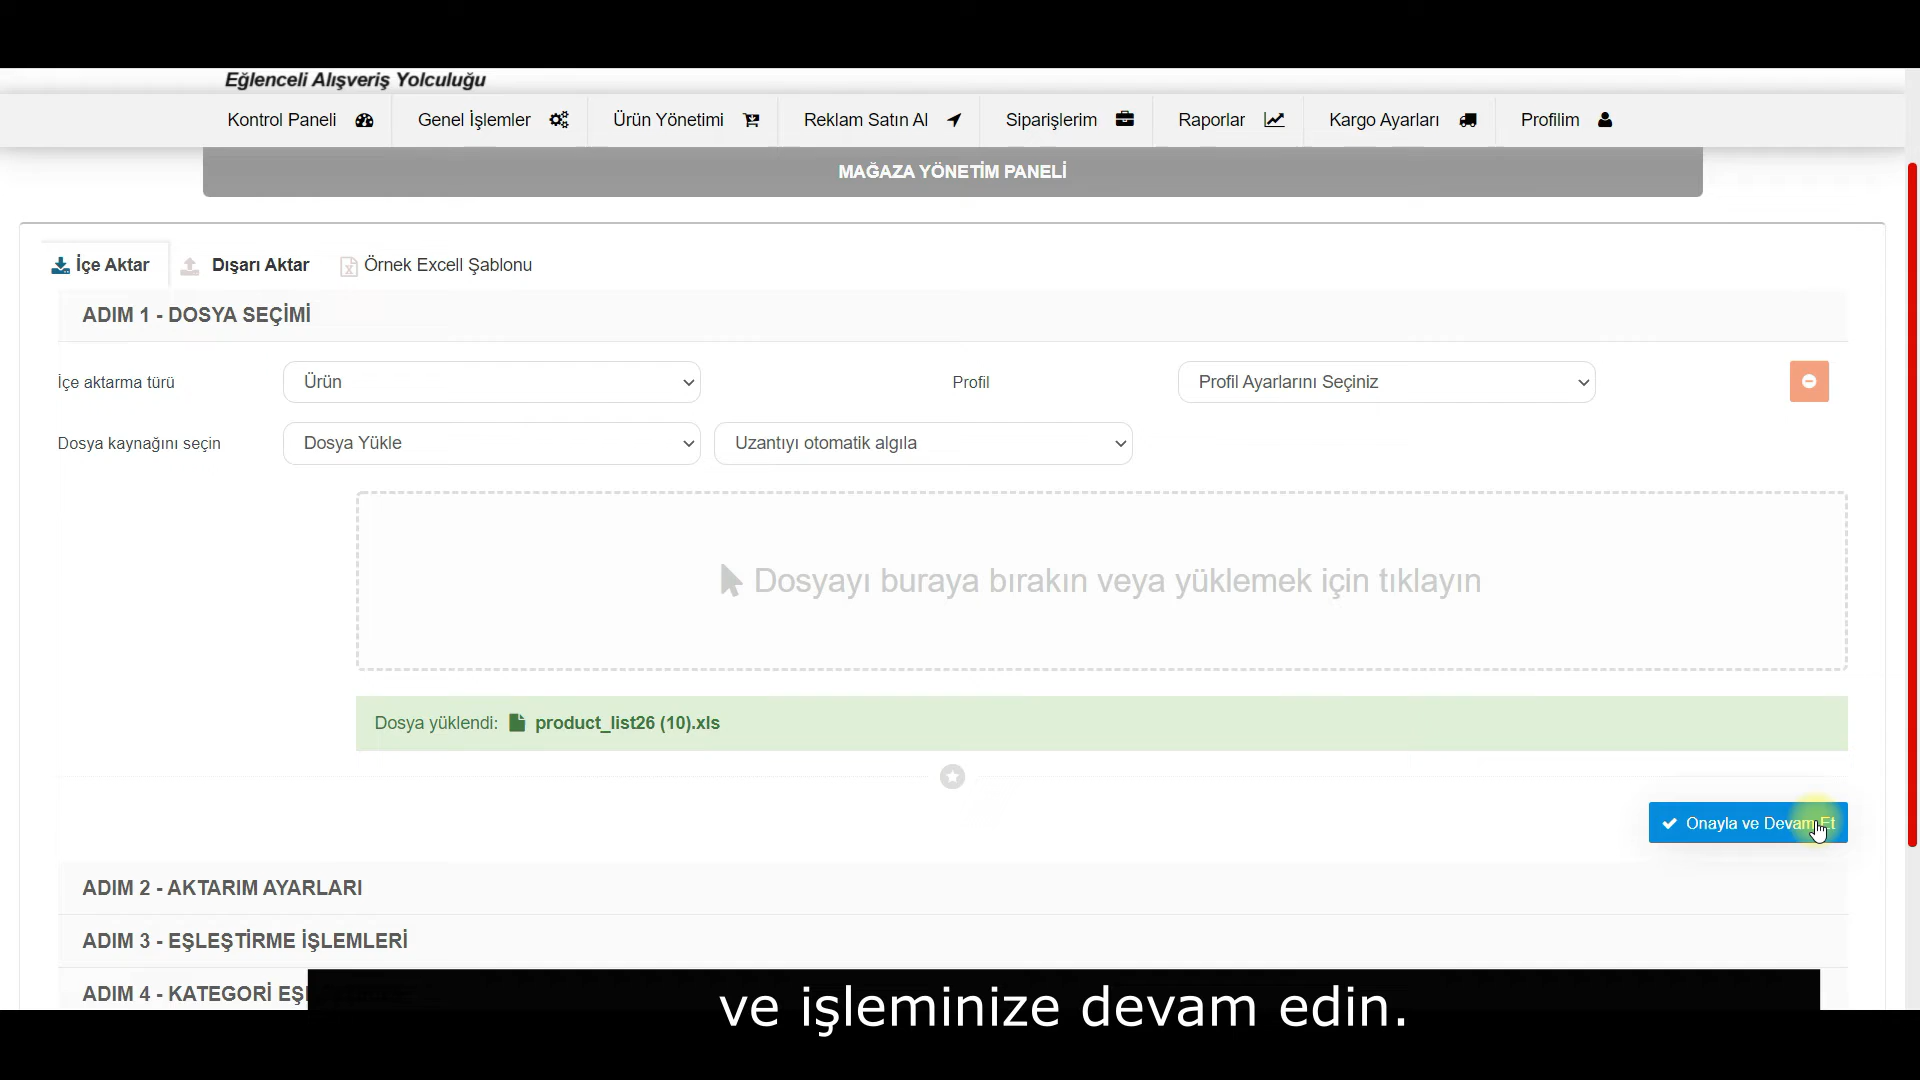 Eğlenceli Alışveriş Yolculuğu
Kontrol Paneli Genel İşlemler Ürün Yönetimi Reklam Satın Al Siparişlerim Raporlar Kargo Ayarları Profilim
MAĞAZA YÖNETİM PANELİ
İçe Aktar Dışarı Aktar Örnek Excell Şablonu
ADIM 1 - DOSYA SEÇİMİ
İçe aktarma türü Ürün Profil Profil Ayarlarını Seçiniz
Dosya kaynağını seçin Dosya Yükle Uzantıyı otomatik algıla
Dosyayı buraya bırakın veya yüklemek için tıklayın
Dosya yüklendi: product_list26 (10).xls
Onayla ve Devam Et
ADIM 2 - AKTARIM AYARLARI
ADIM 3 - EŞLEŞTİRME İŞLEMLERİ
ADIM 4 - KATEGORİ
ve işleminize devam edin.